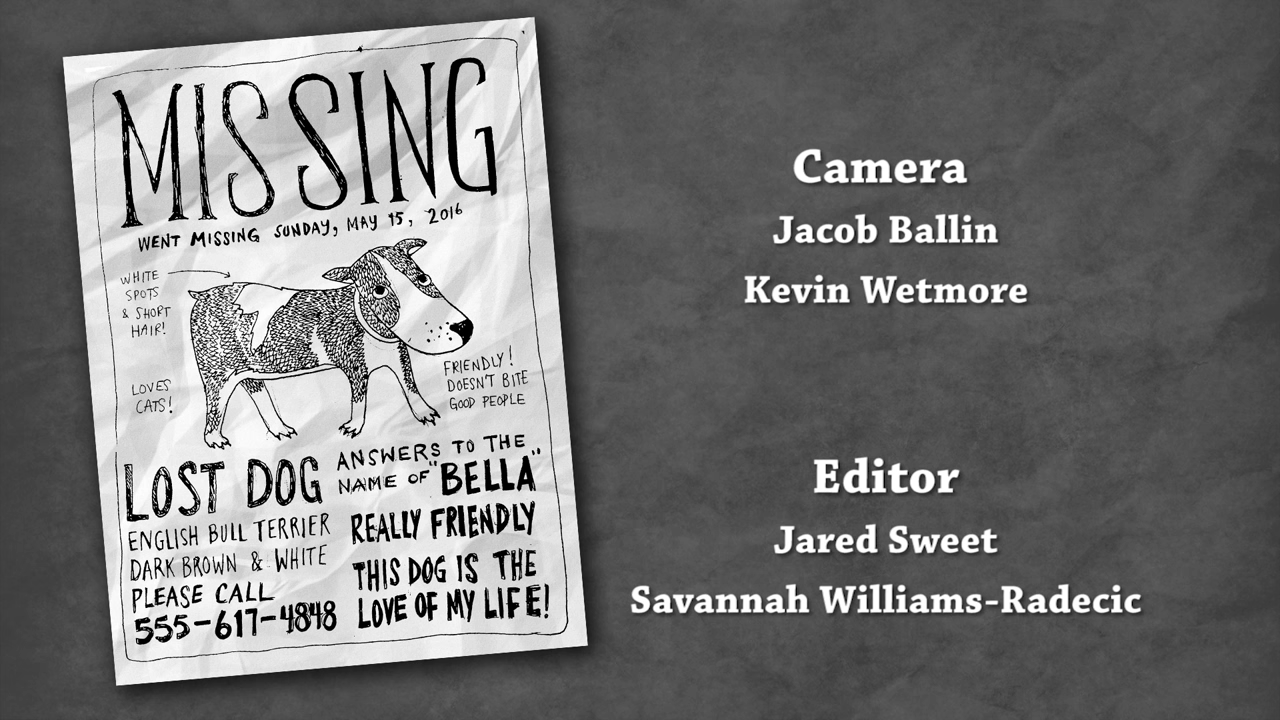 MISSING
WENT MISSING SUNDAY, MAY 15, 2016
WHITE
SPOTS
& SHORT
HAIR!
LOVES
CATS!
FRIENDLY!
DOESN'T BITE
GOOD PEOPLE
LOST DOG
ENGLISH BULL TERRIER
DARK BROWN & WHITE
PLEASE CALL
555-617-4848
ANSWERS TO THE
NAME OF "BELLA"
REALLY FRIENDLY
THIS DOG IS THE
LOVE OF MY LIFE!
Camera
Jacob Ballin
Kevin Wetmore
Editor
Jared Sweet
Savannah Williams-Radecic